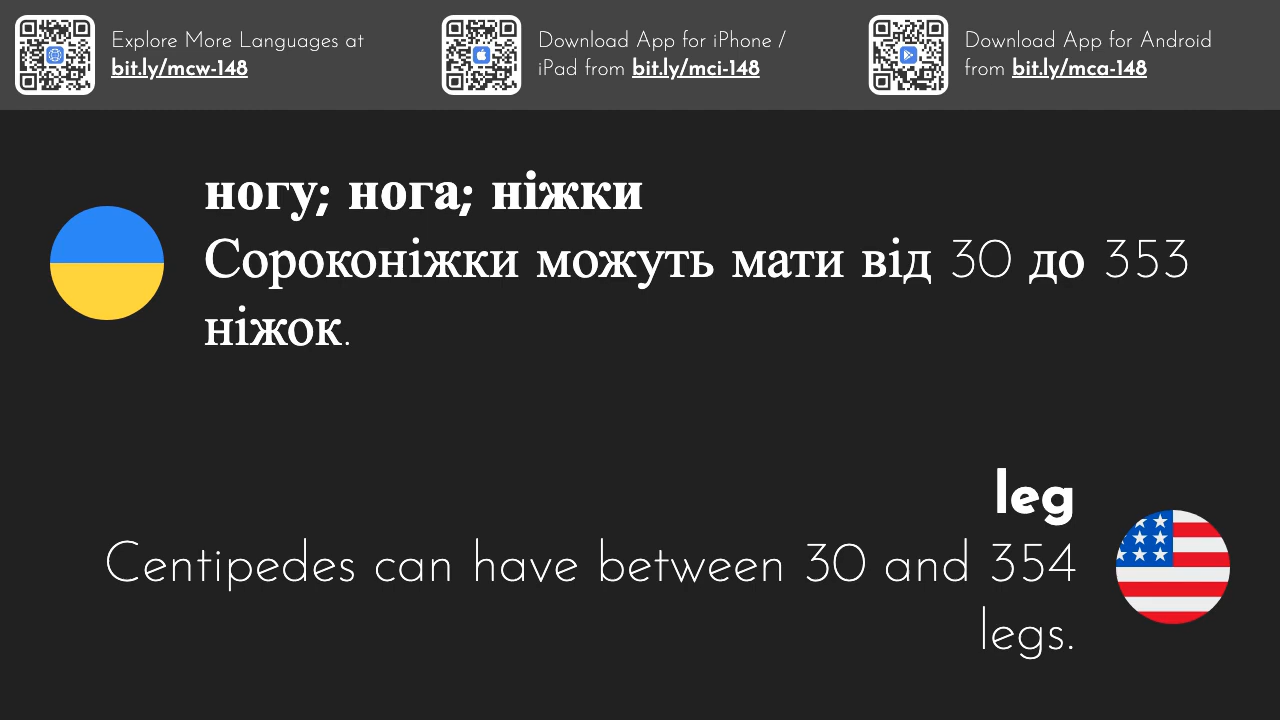 Explore More Languages at
bit.ly/mcw-148
Download App for iPhone /
iPad from bit.ly/mci-148
Download App for Android
from bit.ly/mca-148
ногу; нога; ніжки
Сороконіжки можуть мати від 30 до 353
ніжок.
leg
Centipedes can have between 30 and 354
legs.